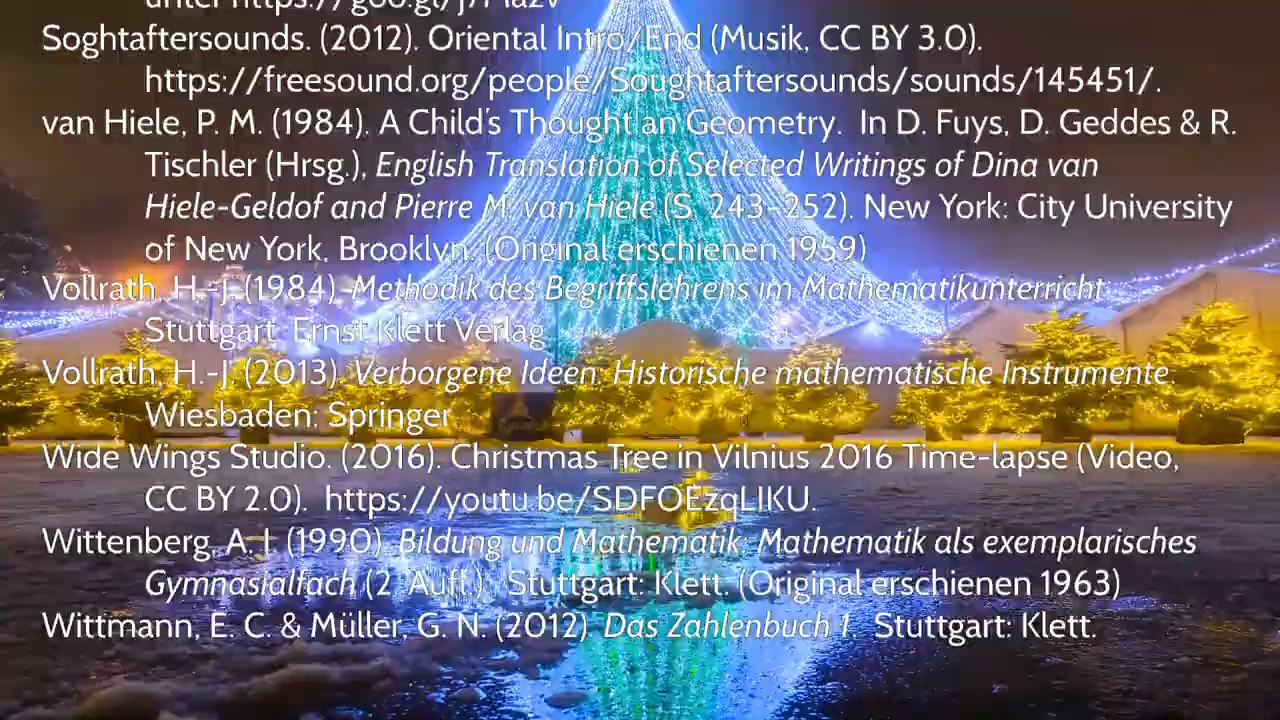 unter https://goo.gl/j7Ma2v
Soghtaftersounds. (2012). Oriental Intro/End (Musik, CC BY 3.0).
https://freesound.org/people/Soughtaftersounds/sounds/145451/.
van Hiele, P. M. (1984). A Child's Thought an Geometry. In D. Fuys, D. Geddes & R.
Tischler (Hrsg.), English Translation of Selected Writings of Dina van
Hiele-Geldof and Pierre M. van Hiele (S. 243–252). New York: City University
of New York, Brooklyn. (Original erschienen 1959)
Vollrath, H.-J. (1984). Methodik des Begriffslehrens im Mathematikunterricht.
Stuttgart: Ernst Klett Verlag
Vollrath, H.-J. (2013). Verborgene Ideen: Historische mathematische Instrumente.
Wiesbaden: Springer
Wide Wings Studio. (2016). Christmas Tree in Vilnius 2016 Time-lapse (Video,
CC BY 2.0). https://youtu.be/SDFOEzqLIKU.
Wittenberg, A. I. (1990). Bildung und Mathematik: Mathematik als exemplarisches
Gymnasialfach (2. Aufl.). Stuttgart: Klett. (Original erschienen 1963)
Wittmann, E. C. & Müller, G. N. (2012). Das Zahlenbuch 1. Stuttgart: Klett.